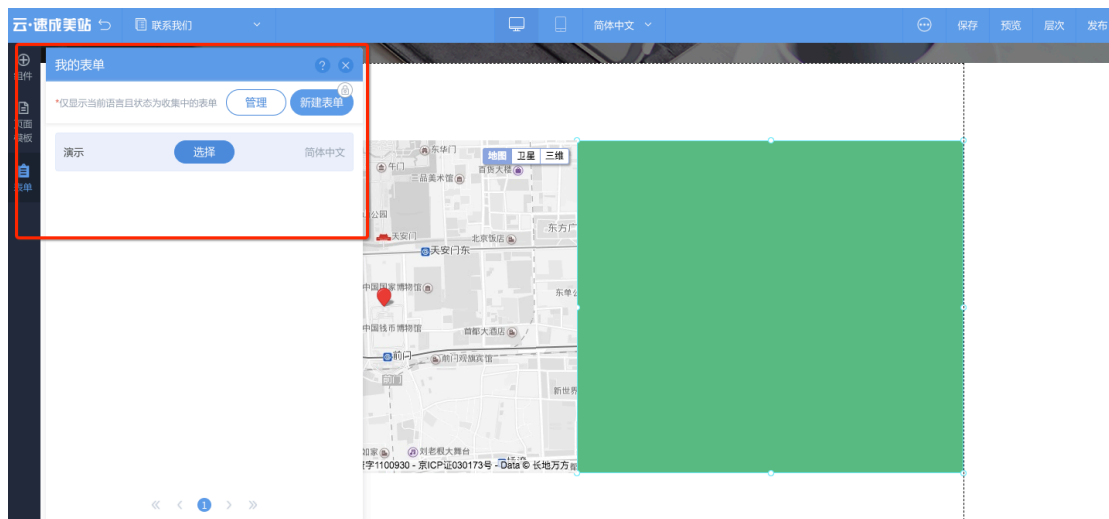 云·速成美站 联系我们 简体中文 保存 预览 层次 发布
组件
页面
模板
表单
我的表单 ?
*仅显示当前语言且状态为收集中的表单 管理 新建表单
演示 选择 简体中文
« < 1 > »
地图 卫星 三维
东华门
午门
百货大楼
三品美术馆
公园
天安门
北京饭店
东方广
天安门东
中国国家博物馆
东单公
中国钱币博物馆
首都大酒店
前门
前门观旗宾馆
新世界
如家
刘老根大舞台
字1100930 - 京ICP证030173号 - Data © 长地万方